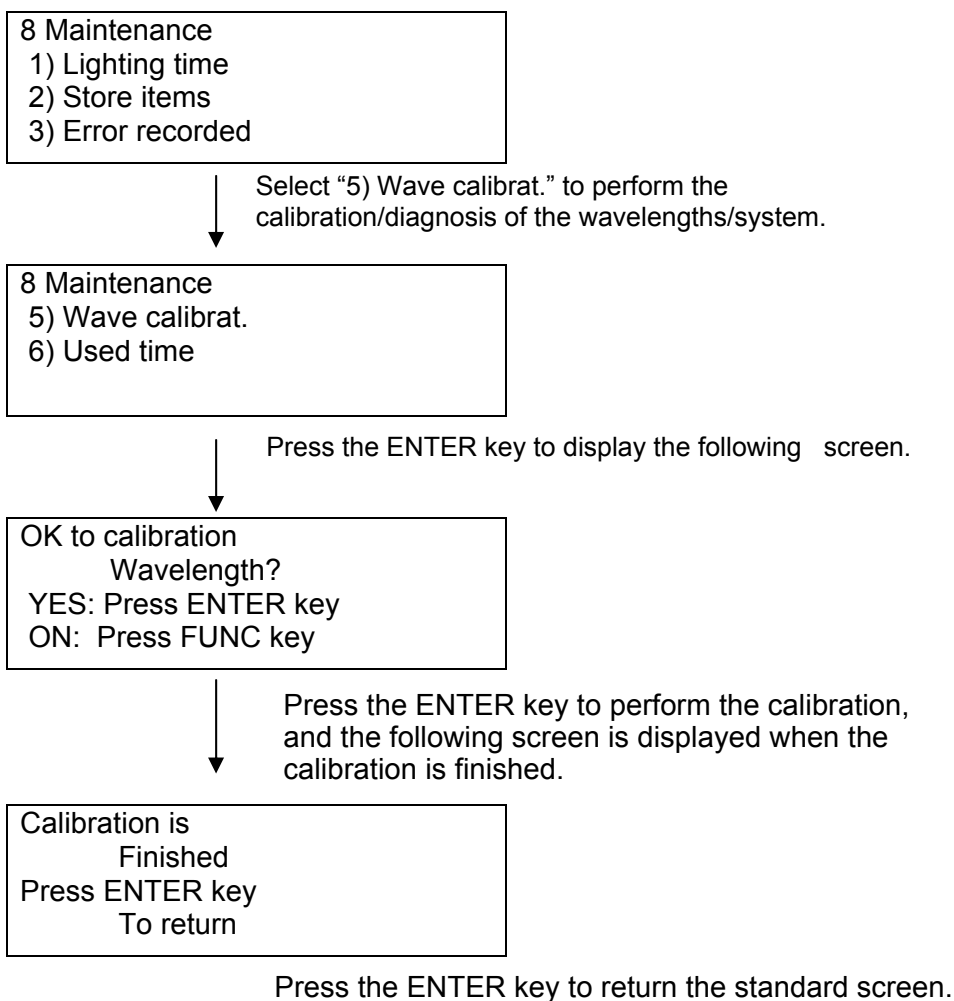 8 Maintenance
1) Lighting time
2) Store items
3) Error recorded
Select “5) Wave calibrat.” to perform the
calibration/diagnosis of the wavelengths/system.
8 Maintenance
5) Wave calibrat.
6) Used time
Press the ENTER key to display the following screen.
OK to calibration
Wavelength?
YES: Press ENTER key
ON: Press FUNC key
Press the ENTER key to perform the calibration,
and the following screen is displayed when the
calibration is finished.
Calibration is
Finished
Press ENTER key
To return
Press the ENTER key to return the standard screen.